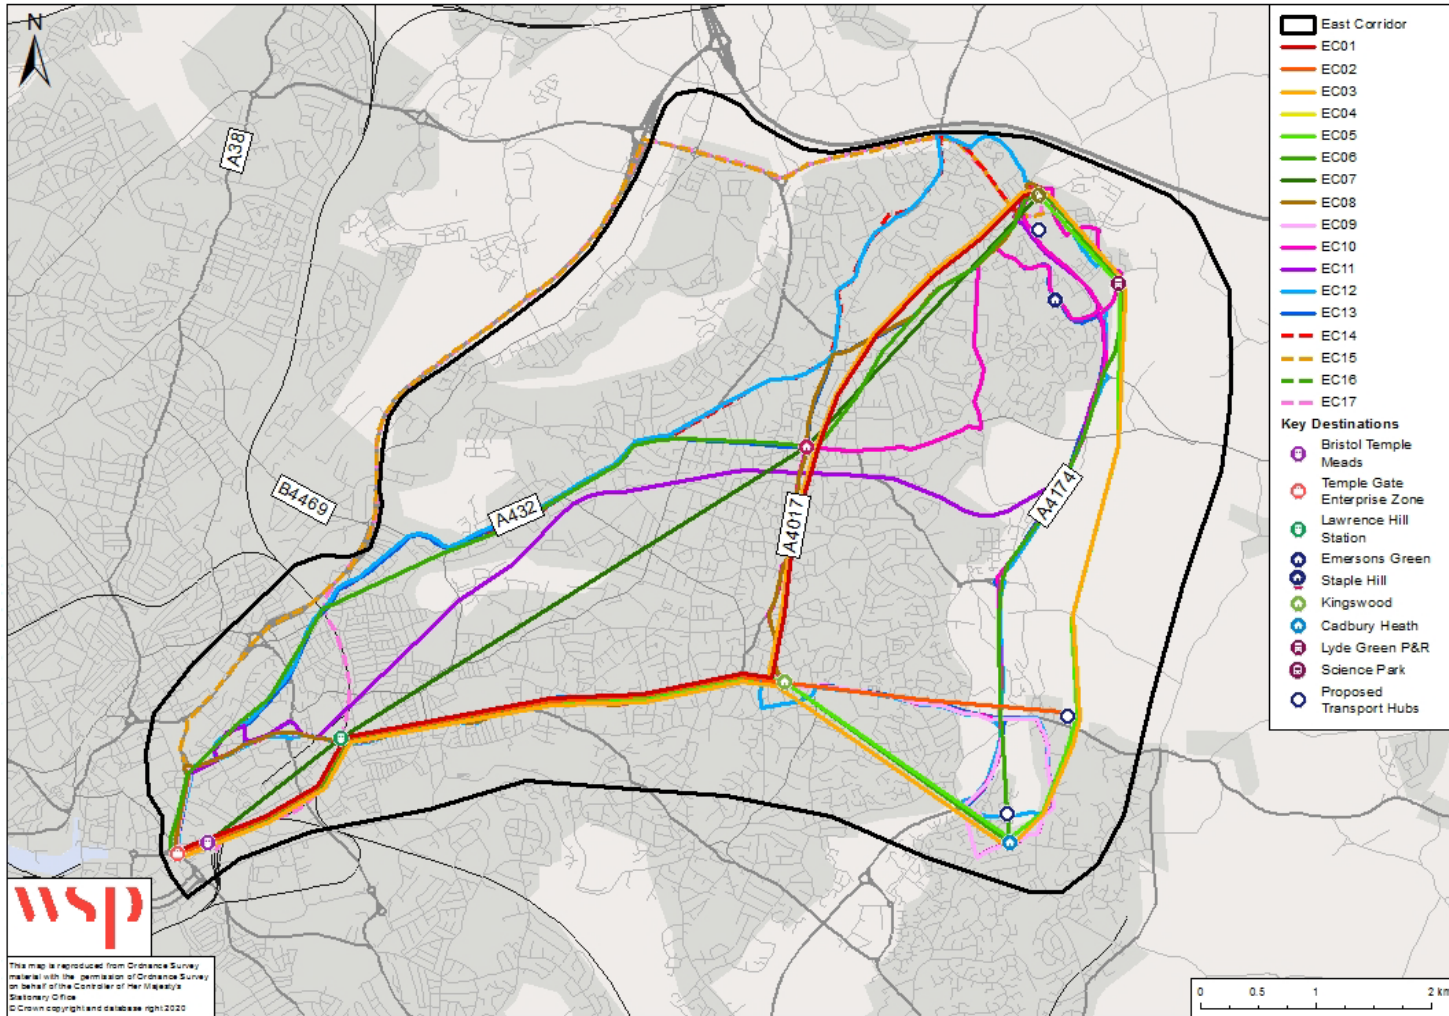 N
A38
B4469
A432
A4017
A4174
East Corridor
EC01
EC02
EC03
EC04
EC05
EC06
EC07
EC08
EC09
EC10
EC11
EC12
EC13
EC14
EC15
EC16
EC17
Key Destinations
Bristol Temple
Meads
Temple Gate
Enterprise Zone
Lawrence Hill
Station
Emersons Green
Staple Hill
Kingswood
Cadbury Heath
Lyde Green P&R
Science Park
Proposed
Transport Hubs
wsp
This map is reproduced from Ordnance Survey
material with the permission of Ordnance Survey
on behalf of the Controller of Her Majesty's
Stationary Office
© Crown copyright and database right 2020
0 0.5 1 2 km